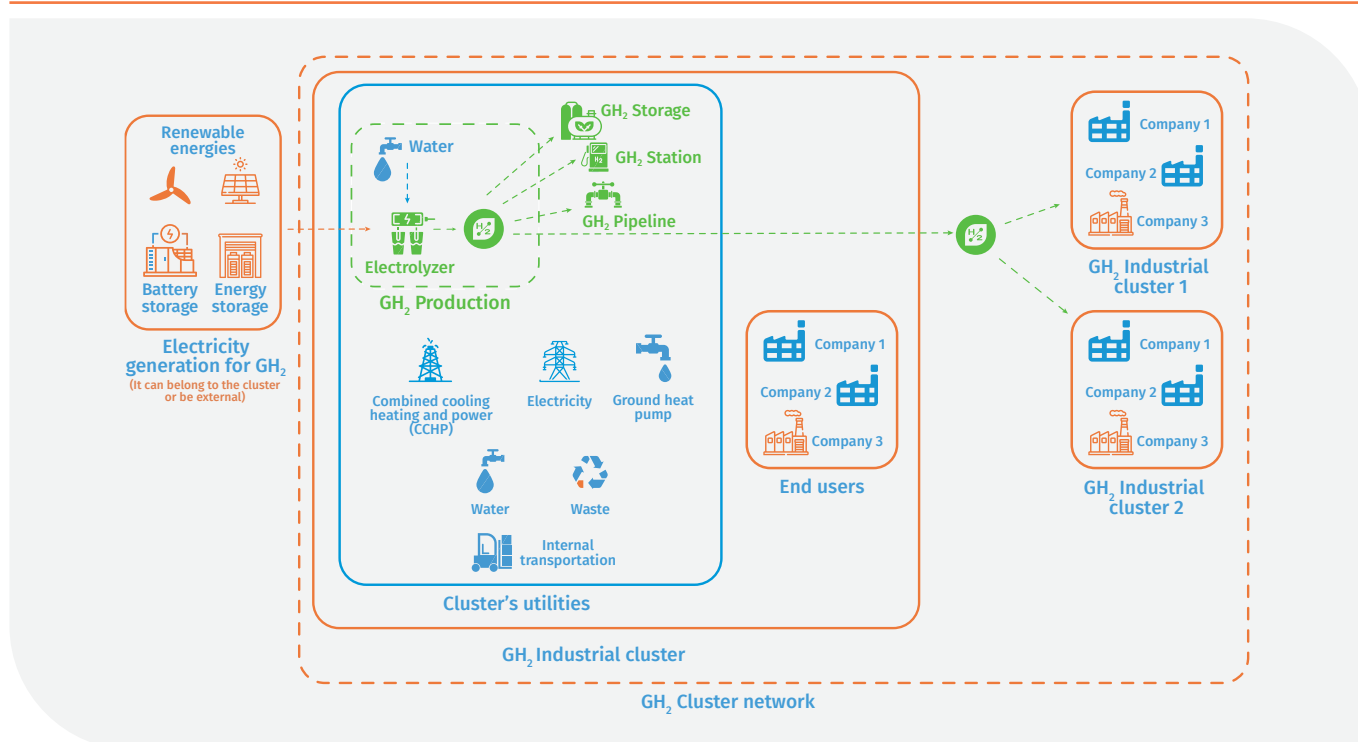 Renewable
energies
Battery
storage
Energy
storage
Electricity
generation for GH₂
(It can belong to the cluster
or be external)
Water
Electrolyzer
H/2
GH₂ Production
GH₂ Storage
H₂
GH₂ Station
GH₂ Pipeline
Combined cooling
heating and power
(CCHP)
Electricity
Ground heat
pump
Water
Waste
Internal
transportation
Cluster's utilities
Company 1
Company 2
Company 3
End users
GH₂ Industrial cluster
H/2
Company 1
Company 2
Company 3
GH₂ Industrial
cluster 1
Company 1
Company 2
Company 3
GH₂ Industrial
cluster 2
GH₂ Cluster network